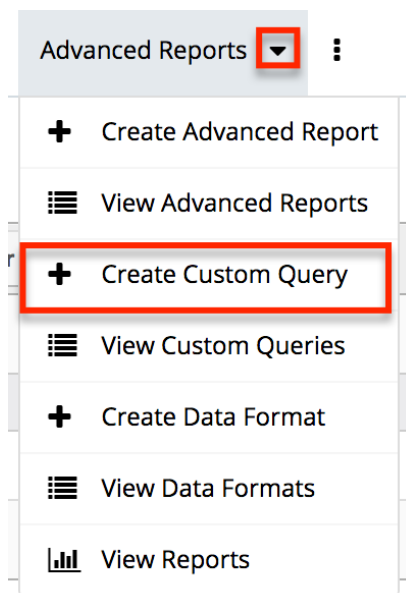 Advanced Reports
Create Advanced Report
View Advanced Reports
r
Create Custom Query
View Custom Queries
Create Data Format
View Data Formats
View Reports